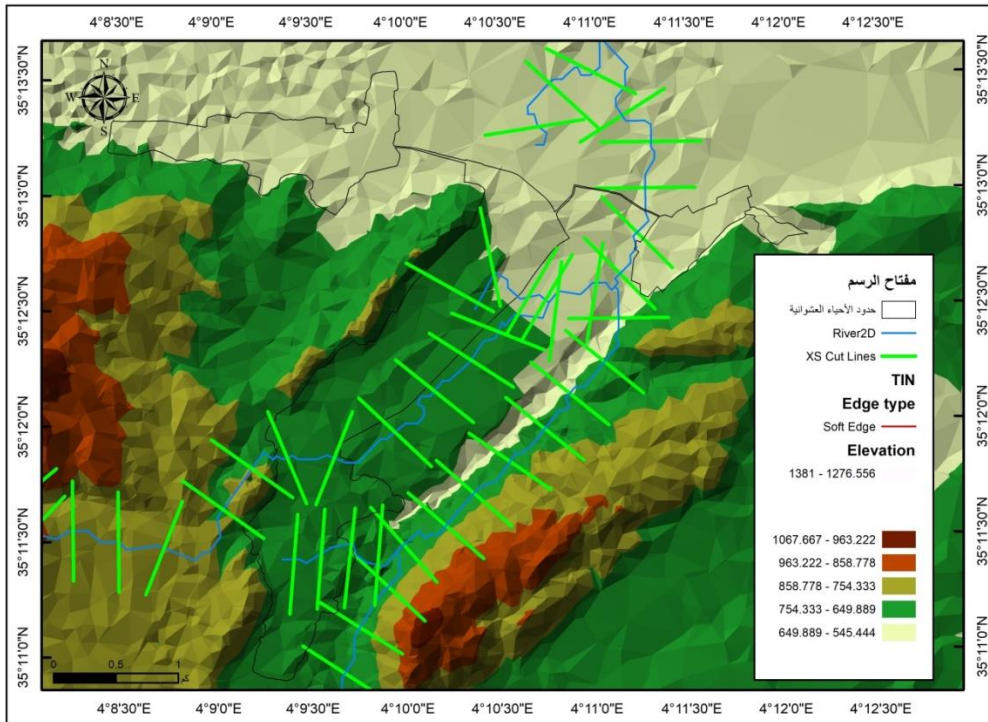 4°8'30"E 4°9'0"E 4°9'30"E 4°10'0"E 4°10'30"E 4°11'0"E 4°11'30"E 4°12'0"E 4°12'30"E
35°13'30"N
35°13'0"N
35°12'30"N
35°12'0"N
35°11'30"N
35°11'0"N
N
W E
S
35°13'30"N
35°13'0"N
35°12'30"N
35°12'0"N
35°11'30"N
35°11'0"N
مفتاح الرسم
حدود الأحياء العشوائية
River2D
XS Cut Lines
TIN
Edge type
Soft Edge
Elevation
1381 - 1276.556
1067.667 - 963.222
963.222 - 858.778
858.778 - 754.333
754.333 - 649.889
649.889 - 545.444
0 0.5 1
كم
4°8'30"E 4°9'0"E 4°9'30"E 4°10'0"E 4°10'30"E 4°11'0"E 4°11'30"E 4°12'0"E 4°12'30"E